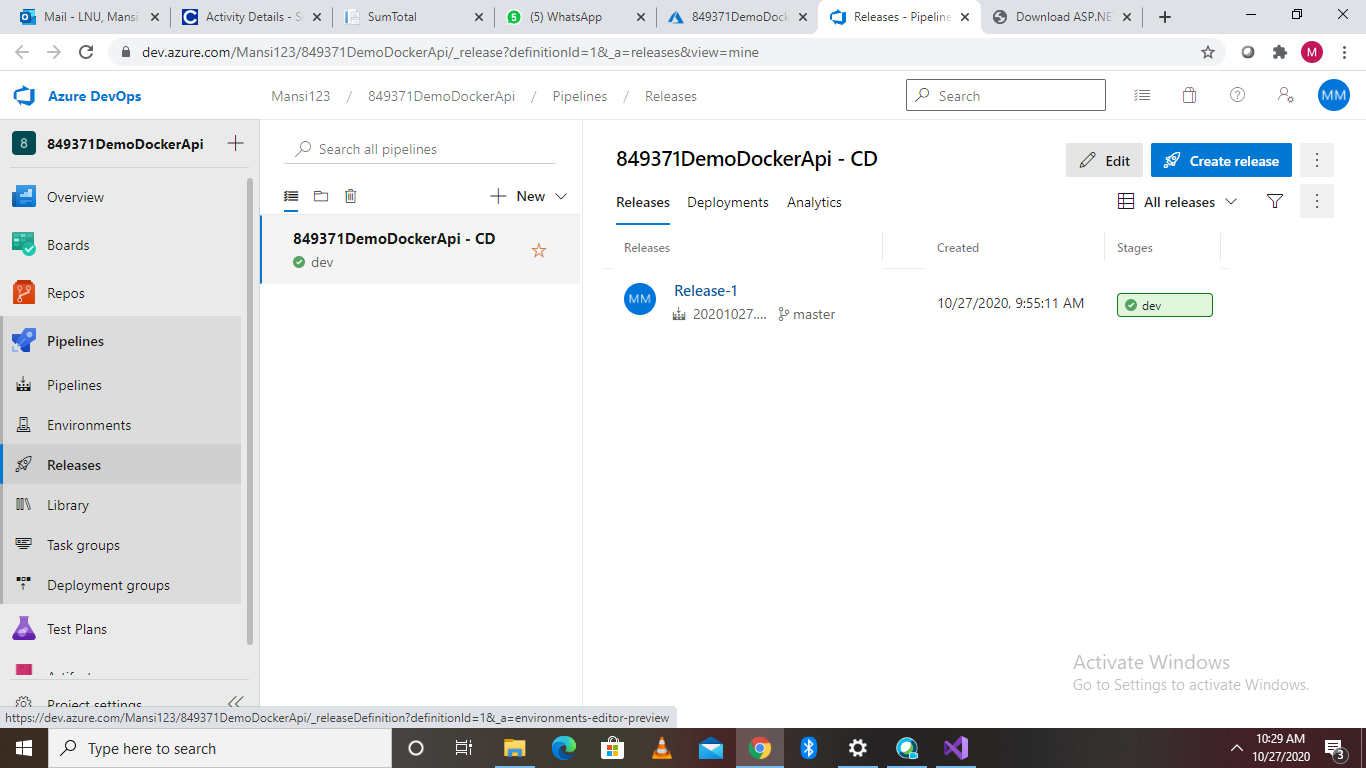 Mail - LNU, Mansi
Activity Details - S
SumTotal
(5) WhatsApp
849371DemoDock
Releases - Pipeline
Download ASP.NE
dev.azure.com/Mansi123/849371DemoDockerApi/_release?definitionId=1&_a=releases&view=mine
M
Azure DevOps
Mansi123 / 849371DemoDockerApi / Pipelines / Releases
Search
MM
8 849371DemoDockerApi
Overview
Boards
Repos
Pipelines
Pipelines
Environments
Releases
Library
Task groups
Deployment groups
Test Plans
Artifact
Project settings
Search all pipelines
New
849371DemoDockerApi - CD
dev
849371DemoDockerApi - CD
Edit
Create release
Releases Deployments Analytics
All releases
Releases Created Stages
MM
Release-1
20201027.... master
10/27/2020, 9:55:11 AM
dev
Activate Windows
Go to Settings to activate Windows.
https://dev.azure.com/Mansi123/849371DemoDockerApi/_releaseDefinition?definitionId=1&_a=environments-editor-preview
Type here to search
10:29 AM
10/27/2020
3